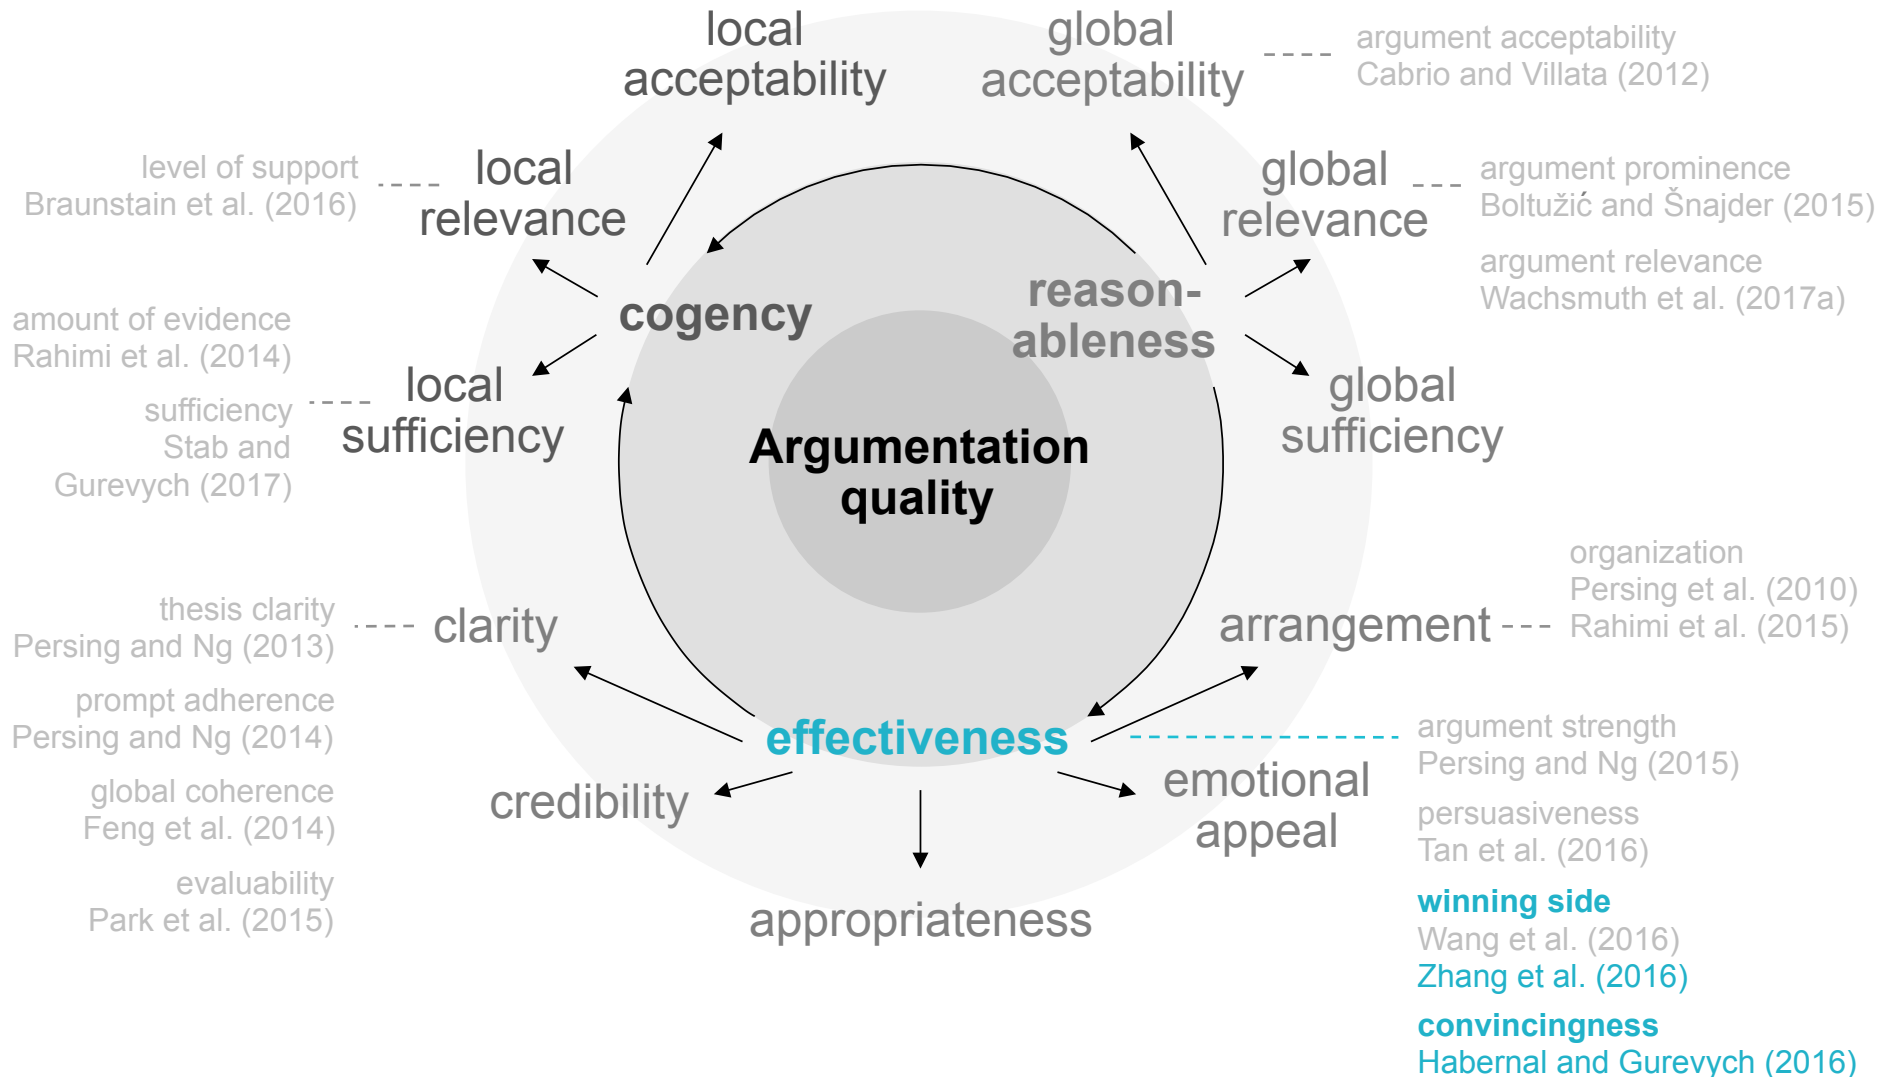 local
acceptability
global
acceptability
argument acceptability
Cabrio and Villata (2012)
level of support
Braunstain et al. (2016)
local
relevance
global
relevance
argument prominence
Boltužić and Šnajder (2015)
argument relevance
Wachsmuth et al. (2017a)
cogency
reason-
ableness
amount of evidence
Rahimi et al. (2014)
sufficiency
Stab and
Gurevych (2017)
local
sufficiency
global
sufficiency
Argumentation
quality
organization
Persing et al. (2010)
Rahimi et al. (2015)
thesis clarity
Persing and Ng (2013)
clarity
arrangement
prompt adherence
Persing and Ng (2014)
global coherence
Feng et al. (2014)
evaluability
Park et al. (2015)
effectiveness
credibility
emotional
appeal
appropriateness
argument strength
Persing and Ng (2015)
persuasiveness
Tan et al. (2016)
winning side
Wang et al. (2016)
Zhang et al. (2016)
convincingness
Habernal and Gurevych (2016)